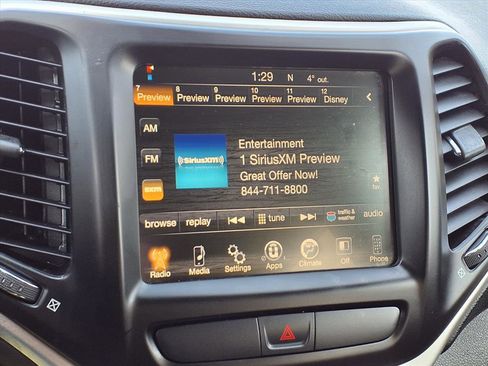 1:29 N 4° out.
7 Preview 8 Preview 9 Preview 10 Preview 11 Preview 12 Disney
AM
FM
SXM
((SiriusXM))
Entertainment
1 SiriusXM Preview
Great Offer Now!
844-711-8800
fav.
browse replay tune traffic & weather audio
Radio Media Settings Apps Climate Off Phone